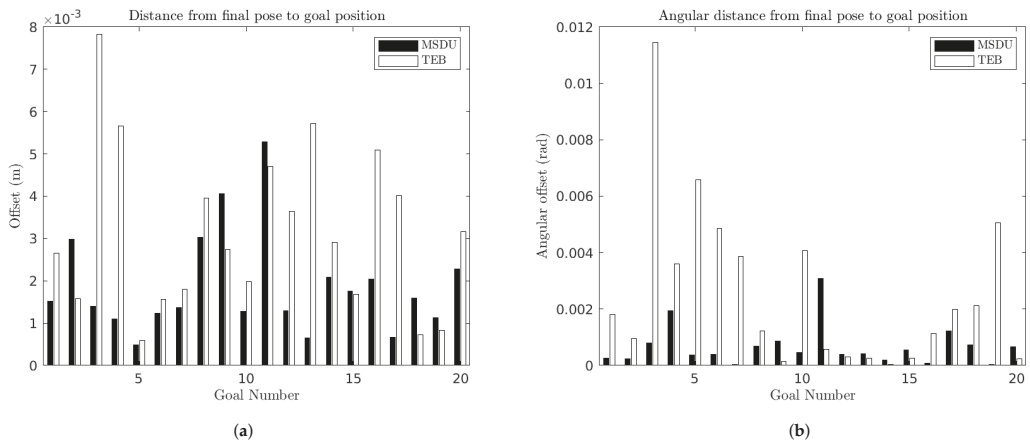 Distance from final pose to goal position
×10⁻³
8
7
6
5
4
3
2
1
0
Offset (m)
MSDU
TEB
5
10
15
20
Goal Number
(a)
Angular distance from final pose to goal position
0.012
0.01
0.008
0.006
0.004
0.002
0
Angular offset (rad)
MSDU
TEB
5
10
15
20
Goal Number
(b)